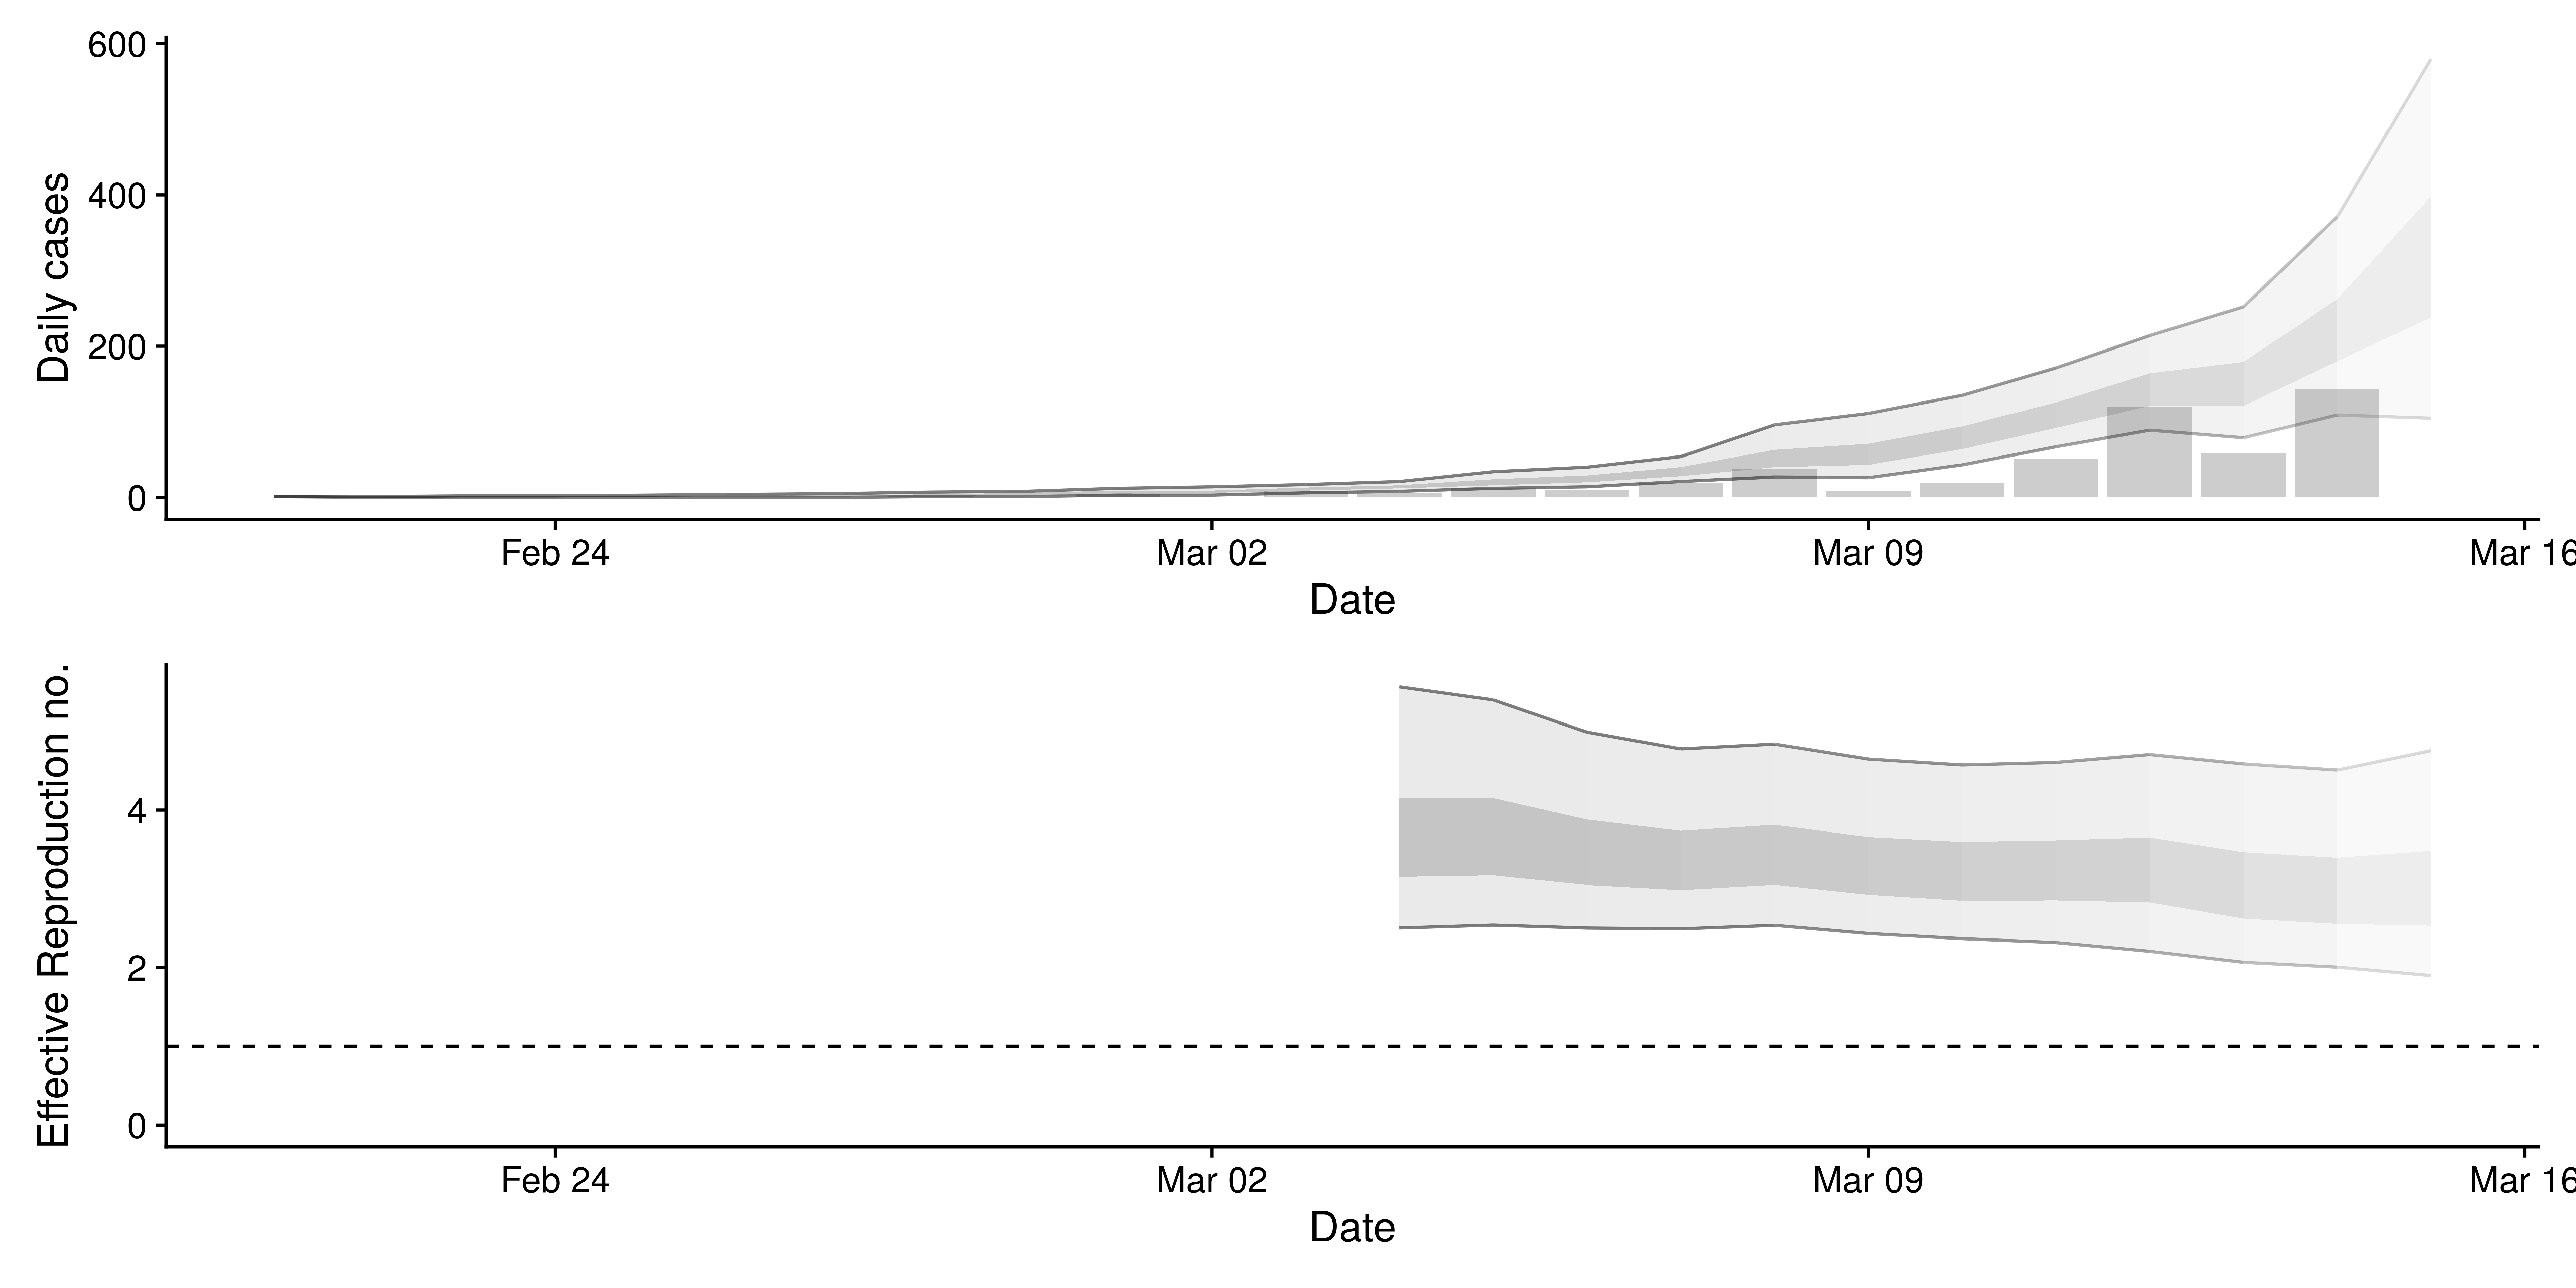 Daily cases
600
400
200
0
Feb 24 Mar 02 Mar 09 Mar 16
Date
Effective Reproduction no.
4
2
0
Feb 24 Mar 02 Mar 09 Mar 16
Date